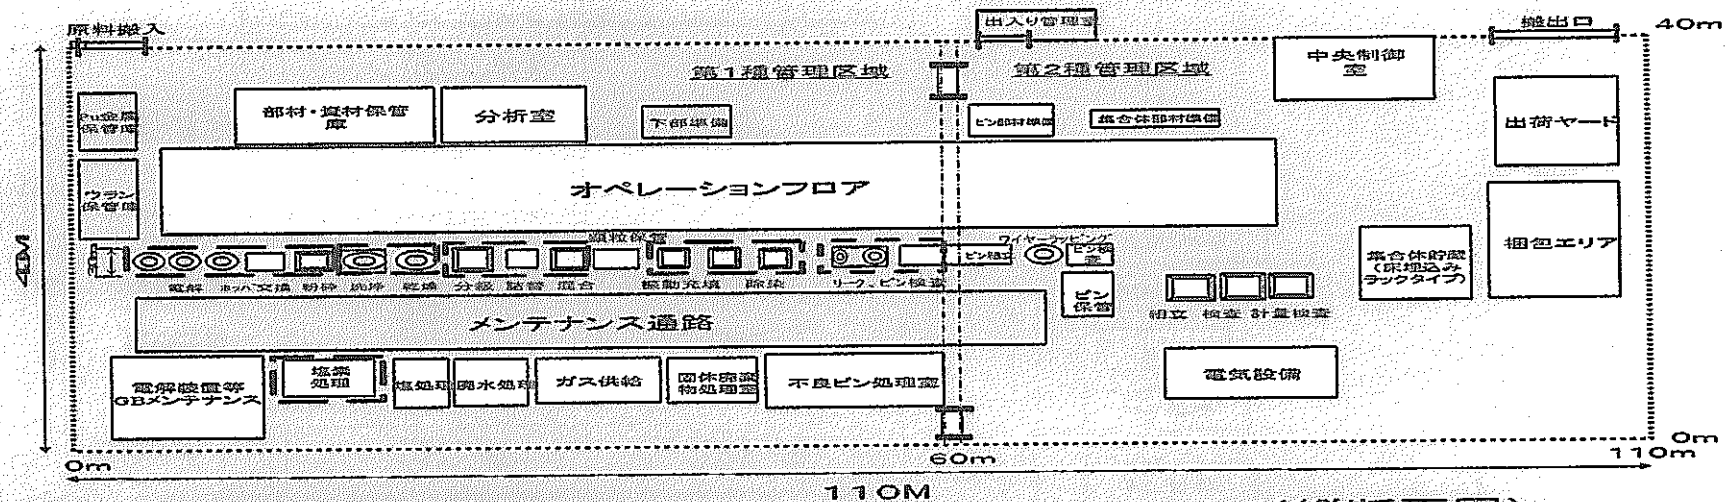 原料搬入
出入り管理室
搬出口
40m
第1種管理区域
第2種管理区域
中央制御
室
Pu金属
保管庫
部材・資材保管
庫
分析室
下部準備
ピン部材準備
集合体部材準備
出荷ヤード
オペレーションフロア
ウラン
保管庫
40M
顆粒保管
ワイヤーラッピング
ピン検
査
集合体貯蔵
(床埋込み
ラックタイプ)
梱包エリア
電解
ホッパ交換
粉砕
洗浄
乾燥
分級
詰替
混合
振動充填
除染
リーク、ピン検査
ピン
保管
組立
検査
計量検査
メンテナンス通路
電解装置等
GBメンテナンス
塩素
処理
塩処理
廃水処理
ガス供給
固体廃棄
物処理室
不良ピン処理室
電気設備
0m
60m
0m
110m
110M